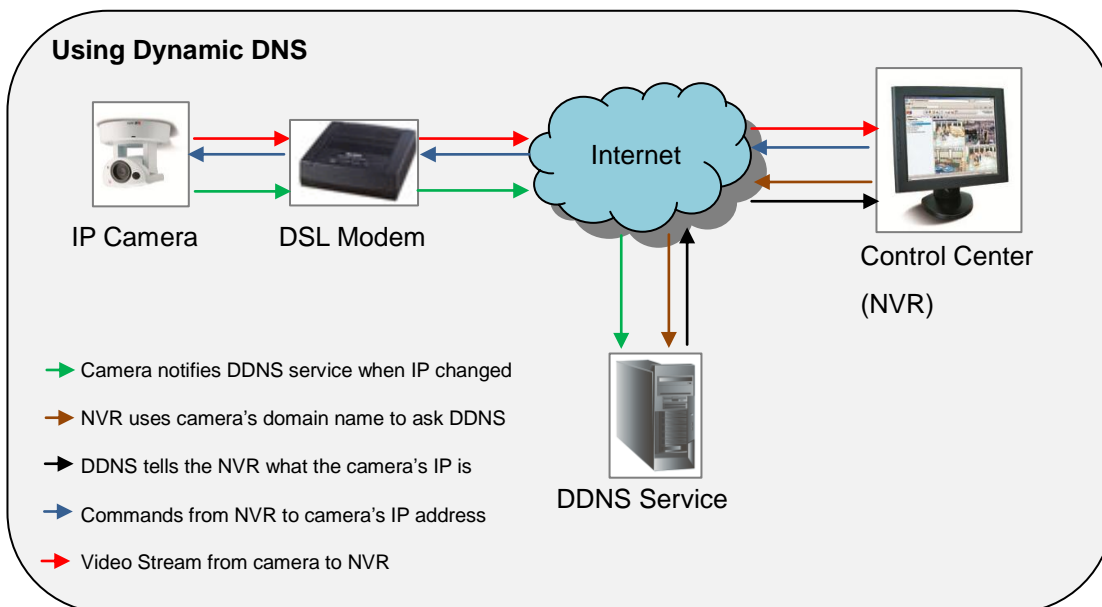 Using Dynamic DNS
Internet
IP Camera
DSL Modem
Control Center
(NVR)
Camera notifies DDNS service when IP changed
NVR uses camera's domain name to ask DDNS
DDNS tells the NVR what the camera's IP is
Commands from NVR to camera's IP address
Video Stream from camera to NVR
DDNS Service